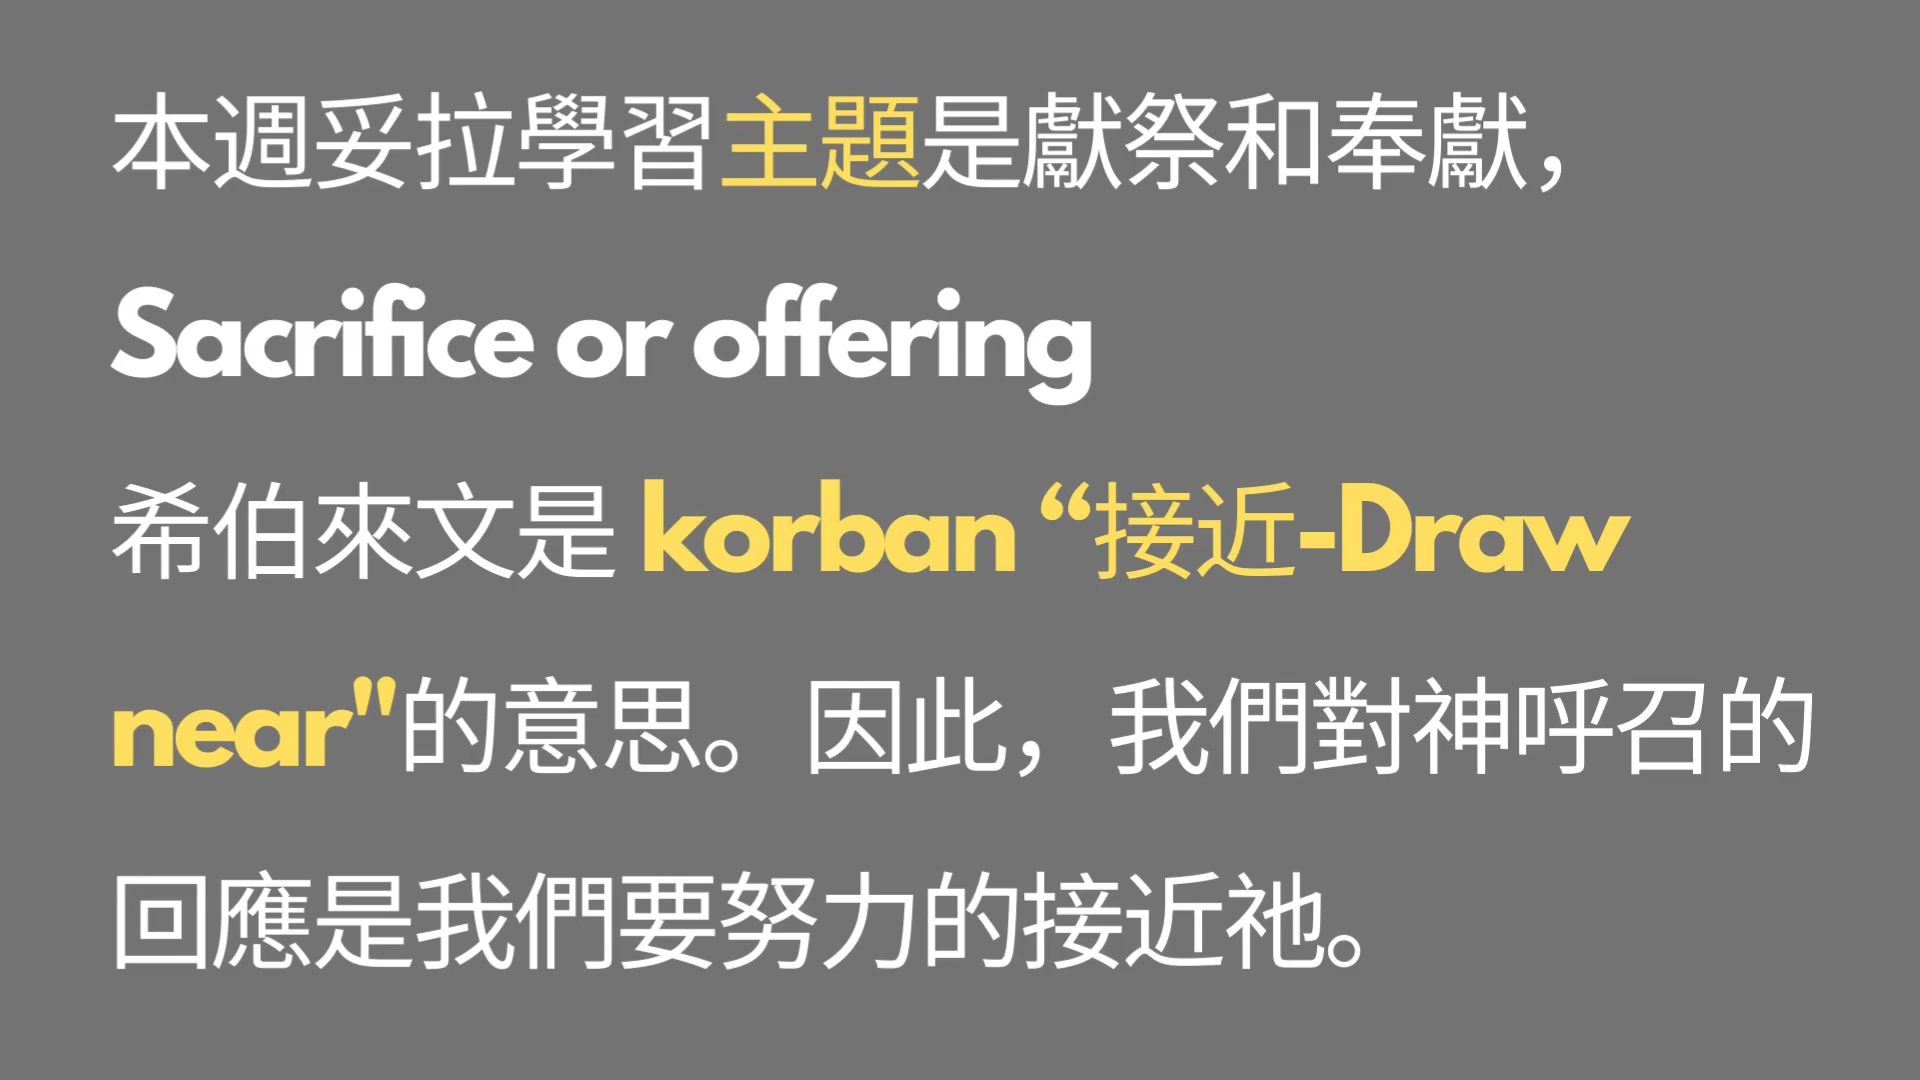 本週妥拉學習主題是獻祭和奉獻，
Sacrifice or offering
希伯來文是 korban “接近-Draw
near"的意思。因此，我們對神呼召的
回應是我們要努力的接近祂。